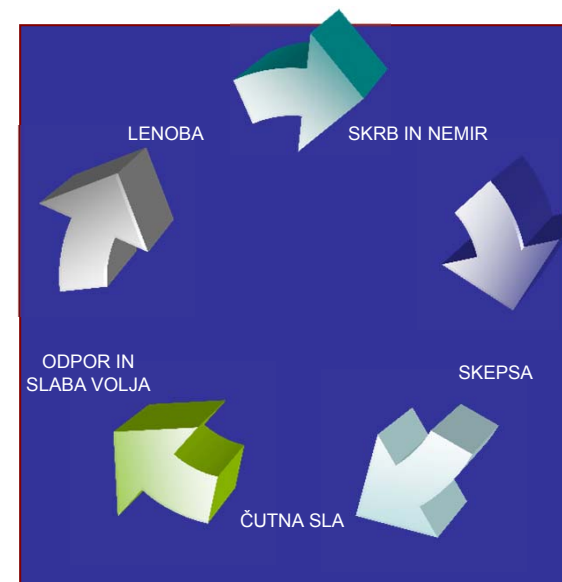 LENOBA
SKRB IN NEMIR
ODPOR IN
SLABA VOLJA
SKEPSA
ČUTNA SLA